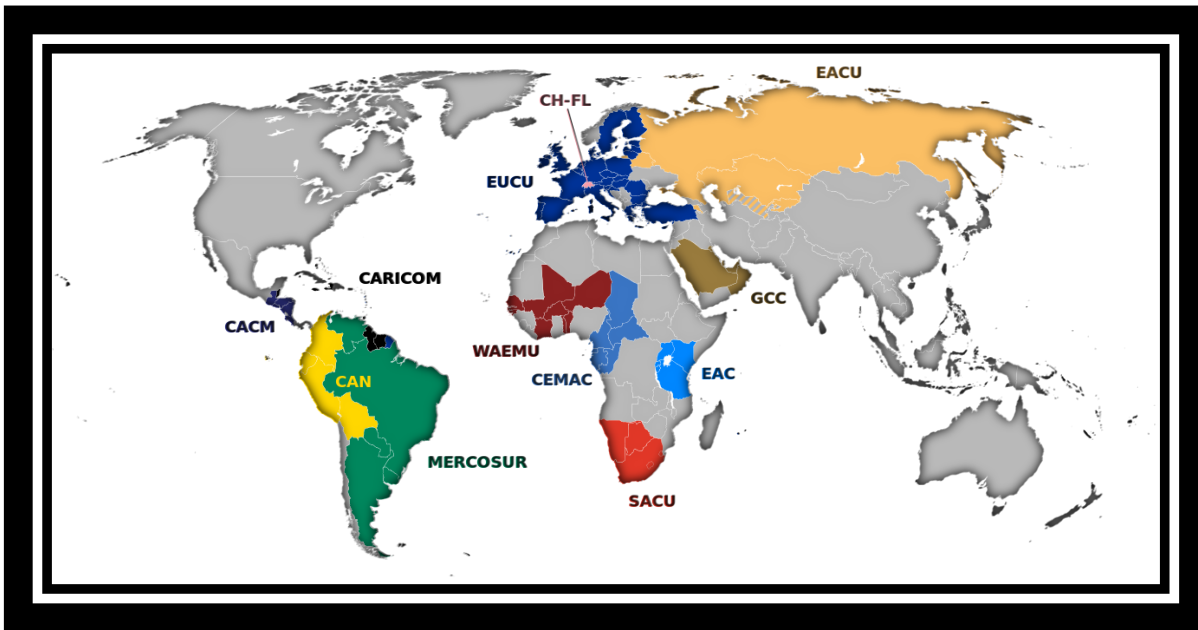 EACU
CH-FL
EUCU
CARICOM
GCC
CACM
WAEMU
CEMAC
EAC
CAN
MERCOSUR
SACU